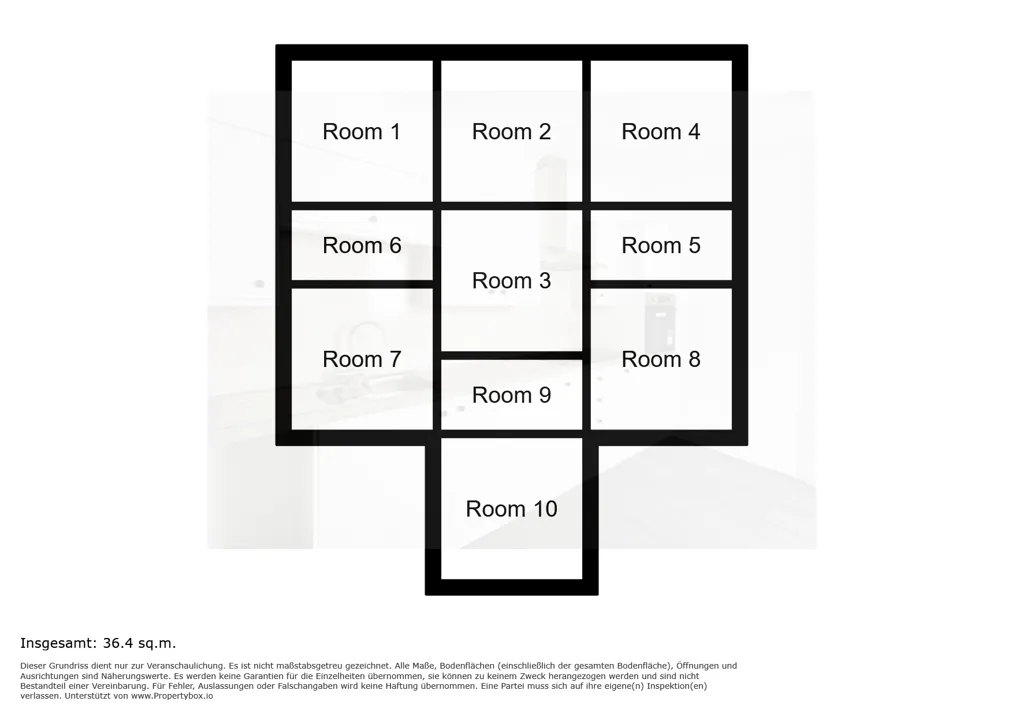 Room 1
Room 2
Room 4
Room 6
Room 5
Room 3
Room 7
Room 8
Room 9
Room 10
Insgesamt: 36.4 sq.m.
Dieser Grundriss dient nur zur Veranschaulichung. Es ist nicht maßstabsgetreu gezeichnet. Alle Maße, Bodenflächen (einschließlich der gesamten Bodenfläche), Öffnungen und
Ausrichtungen sind Näherungswerte. Es werden keine Garantien für die Einzelheiten übernommen, sie können zu keinem Zweck herangezogen werden und sind nicht
Bestandteil einer Vereinbarung. Für Fehler, Auslassungen oder Falschangaben wird keine Haftung übernommen. Eine Partei muss sich auf ihre eigene(n) Inspektion(en)
verlassen. Unterstützt von www.Propertybox.io